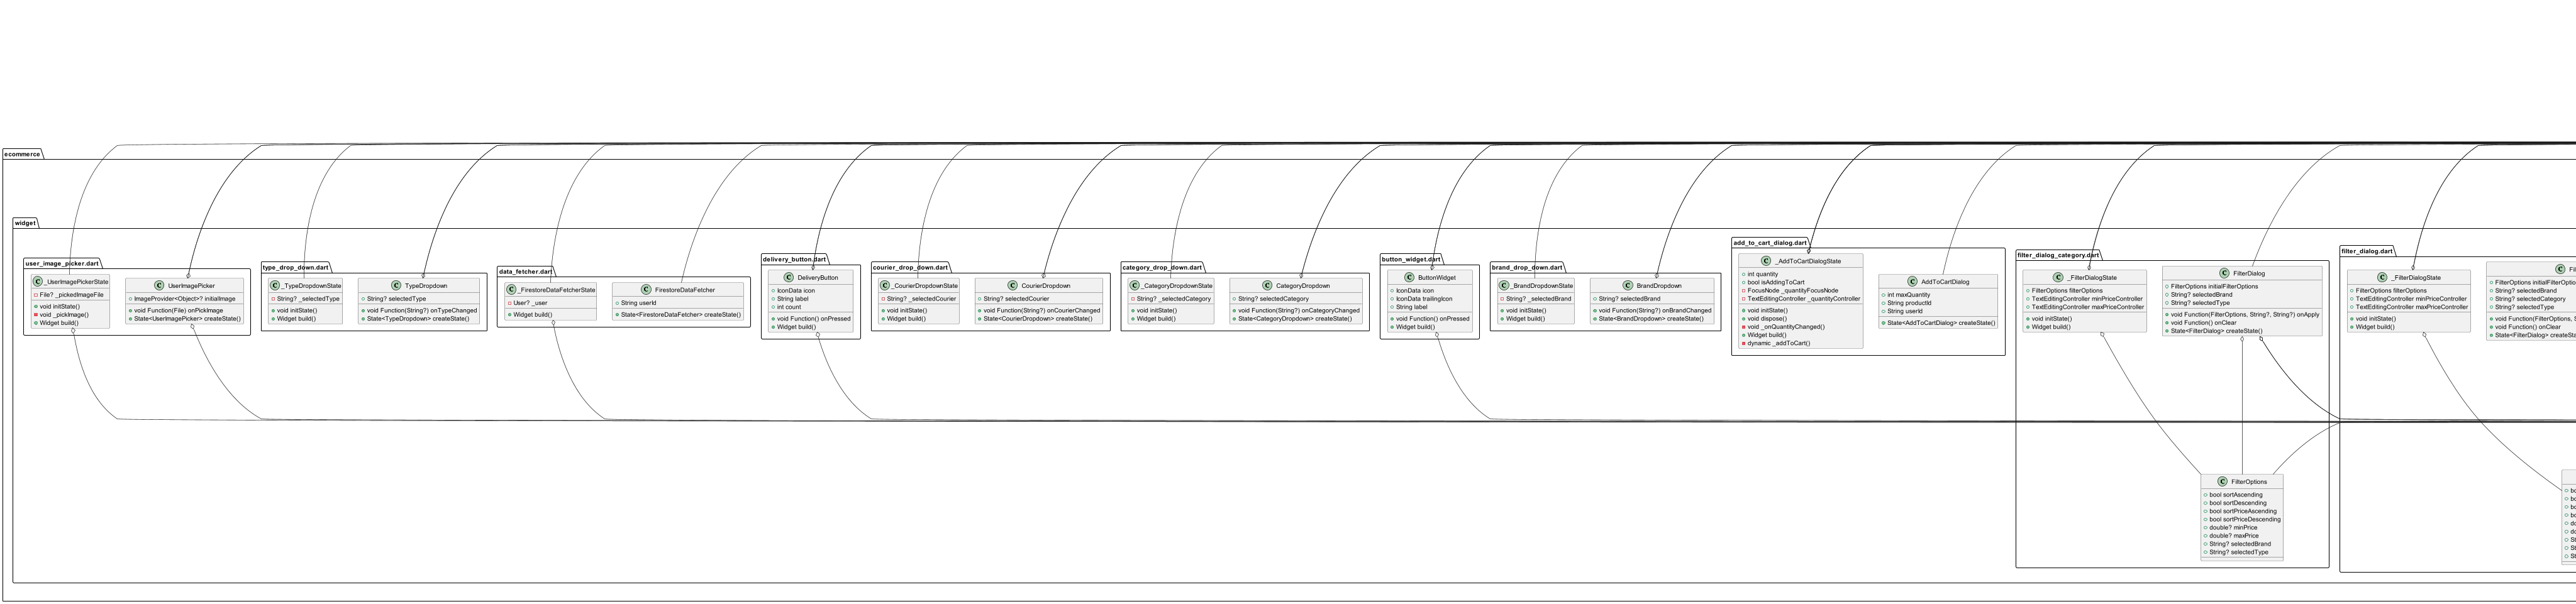 ecommerce
widget
user_image_picker.dart
C _UserImagePickerState
File? _pickedImageFile
void initState()
void _pickImage()
Widget build()
C UserImagePicker
ImageProvider<Object>? initialImage
void Function(File) onPickImage
State<UserImagePicker> createState()
type_drop_down.dart
C _TypeDropdownState
String? _selectedType
void initState()
Widget build()
C TypeDropdown
String? selectedType
void Function(String?) onTypeChanged
State<TypeDropdown> createState()
data_fetcher.dart
C _FirestoreDataFetcherState
User? _user
Widget build()
C FirestoreDataFetcher
String userId
State<FirestoreDataFetcher> createState()
delivery_button.dart
C DeliveryButton
IconData icon
String label
int count
void Function() onPressed
Widget build()
courier_drop_down.dart
C _CourierDropdownState
String? _selectedCourier
void initState()
Widget build()
C CourierDropdown
String? selectedCourier
void Function(String?) onCourierChanged
State<CourierDropdown> createState()
category_drop_down.dart
C _CategoryDropdownState
String? _selectedCategory
void initState()
Widget build()
C CategoryDropdown
String? selectedCategory
void Function(String?) onCategoryChanged
State<CategoryDropdown> createState()
button_widget.dart
C ButtonWidget
IconData icon
IconData trailingIcon
String label
void Function() onPressed
Widget build()
brand_drop_down.dart
C _BrandDropdownState
String? _selectedBrand
void initState()
Widget build()
C BrandDropdown
String? selectedBrand
void Function(String?) onBrandChanged
State<BrandDropdown> createState()
add_to_cart_dialog.dart
C _AddToCartDialogState
int quantity
bool isAddingToCart
FocusNode _quantityFocusNode
TextEditingController _quantityController
void initState()
void dispose()
void _onQuantityChanged()
Widget build()
dynamic _addToCart()
C AddToCartDialog
int maxQuantity
String productId
String userId
State<AddToCartDialog> createState()
filter_dialog_category.dart
C _FilterDialogState
FilterOptions filterOptions
TextEditingController minPriceController
TextEditingController maxPriceController
void initState()
Widget build()
C FilterDialog
FilterOptions initialFilterOptions
String? selectedBrand
String? selectedType
void Function(FilterOptions, String?, String?) onApply
void Function() onClear
State<FilterDialog> createState()
C FilterOptions
bool sortAscending
bool sortDescending
bool sortPriceAscending
bool sortPriceDescending
double? minPrice
double? maxPrice
String? selectedBrand
String? selectedType
filter_dialog.dart
C _FilterDialogState
FilterOptions filterOptions
TextEditingController minPriceController
TextEditingController maxPriceController
void initState()
Widget build()
C Fil
FilterOptions initialFilterOptio
String? selectedBrand
String? selectedCategory
String? selectedType
void Function(FilterOptions, S
void Function() onClear
State<FilterDialog> createSta